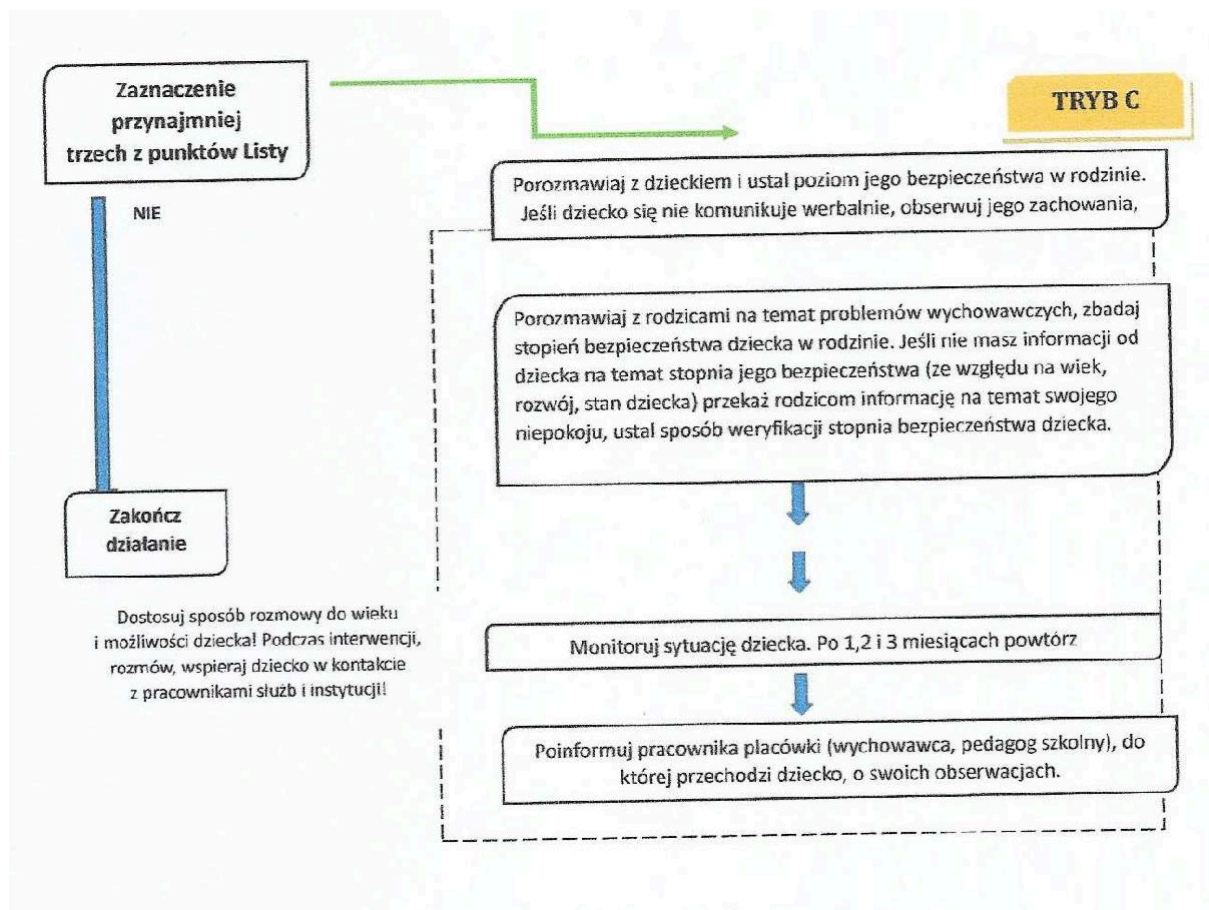 Zaznaczenie
przynajmniej
trzech z punktów Listy
NIE
Zakończ
działanie
Dostosuj sposób rozmowy do wieku
i możliwości dziecka! Podczas interwencji,
rozmów, wspieraj dziecko w kontakcie
z pracownikami służb i instytucji!
TRYB C
Porozmawiaj z dzieckiem i ustal poziom jego bezpieczeństwa w rodzinie.
Jeśli dziecko się nie komunikuje werbalnie, obserwuj jego zachowania,
Porozmawiaj z rodzicami na temat problemów wychowawczych, zbadaj
stopień bezpieczeństwa dziecka w rodzinie. Jeśli nie masz informacji od
dziecka na temat stopnia jego bezpieczeństwa (ze względu na wiek,
rozwój, stan dziecka) przekaż rodzicom informację na temat swojego
niepokoju, ustal sposób weryfikacji stopnia bezpieczeństwa dziecka.
Monitoruj sytuację dziecka. Po 1,2 i 3 miesiącach powtórz
Poinformuj pracownika placówki (wychowawca, pedagog szkolny), do
której przechodzi dziecko, o swoich obserwacjach.